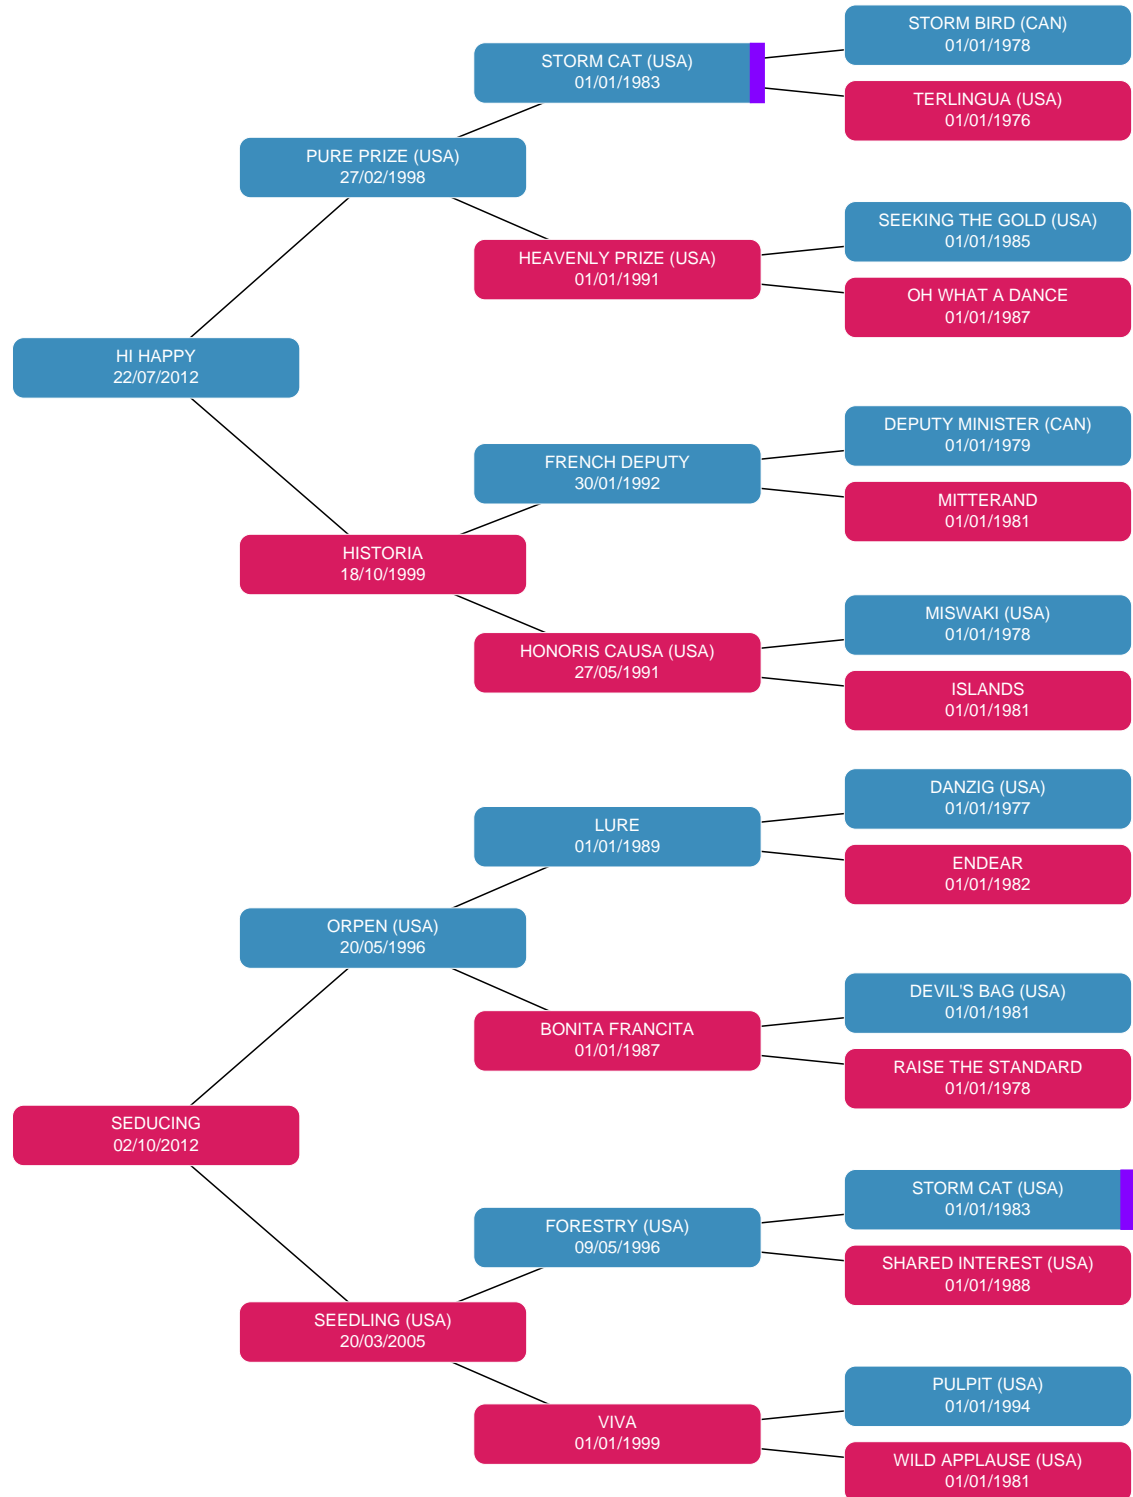 STORM BIRD (CAN)
01/01/1978
STORM CAT (USA)
01/01/1983
TERLINGUA (USA)
01/01/1976
PURE PRIZE (USA)
27/02/1998
SEEKING THE GOLD (USA)
01/01/1985
HEAVENLY PRIZE (USA)
01/01/1991
OH WHAT A DANCE
01/01/1987
HI HAPPY
22/07/2012
DEPUTY MINISTER (CAN)
01/01/1979
FRENCH DEPUTY
30/01/1992
MITTERAND
01/01/1981
HISTORIA
18/10/1999
MISWAKI (USA)
01/01/1978
HONORIS CAUSA (USA)
27/05/1991
ISLANDS
01/01/1981
DANZIG (USA)
01/01/1977
LURE
01/01/1989
ENDEAR
01/01/1982
ORPEN (USA)
20/05/1996
DEVIL'S BAG (USA)
01/01/1981
BONITA FRANCITA
01/01/1987
RAISE THE STANDARD
01/01/1978
SEDUCING
02/10/2012
STORM CAT (USA)
01/01/1983
FORESTRY (USA)
09/05/1996
SHARED INTEREST (USA)
01/01/1988
SEEDLING (USA)
20/03/2005
PULPIT (USA)
01/01/1994
VIVA
01/01/1999
WILD APPLAUSE (USA)
01/01/1981